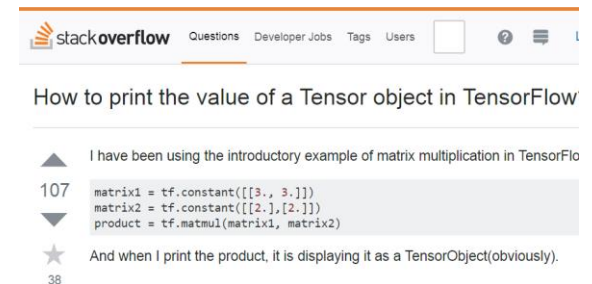 stackoverflow Questions Developer Jobs Tags Users
How to print the value of a Tensor object in TensorFlow
I have been using the introductory example of matrix multiplication in TensorFlo
107
matrix1 = tf.constant([[3., 3.]])
matrix2 = tf.constant([[2.],[2.]])
product = tf.matmul(matrix1, matrix2)
And when I print the product, it is displaying it as a TensorObject(obviously).
38